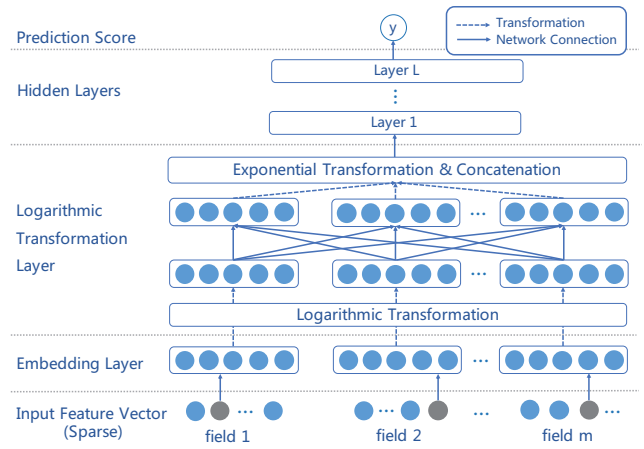 Transformation
Network Connection
Prediction Score
y
Layer L
Hidden Layers
Layer 1
Exponential Transformation & Concatenation
Logarithmic
Transformation
Layer
Logarithmic Transformation
Embedding Layer
Input Feature Vector
(Sparse)
field 1
field 2
field m